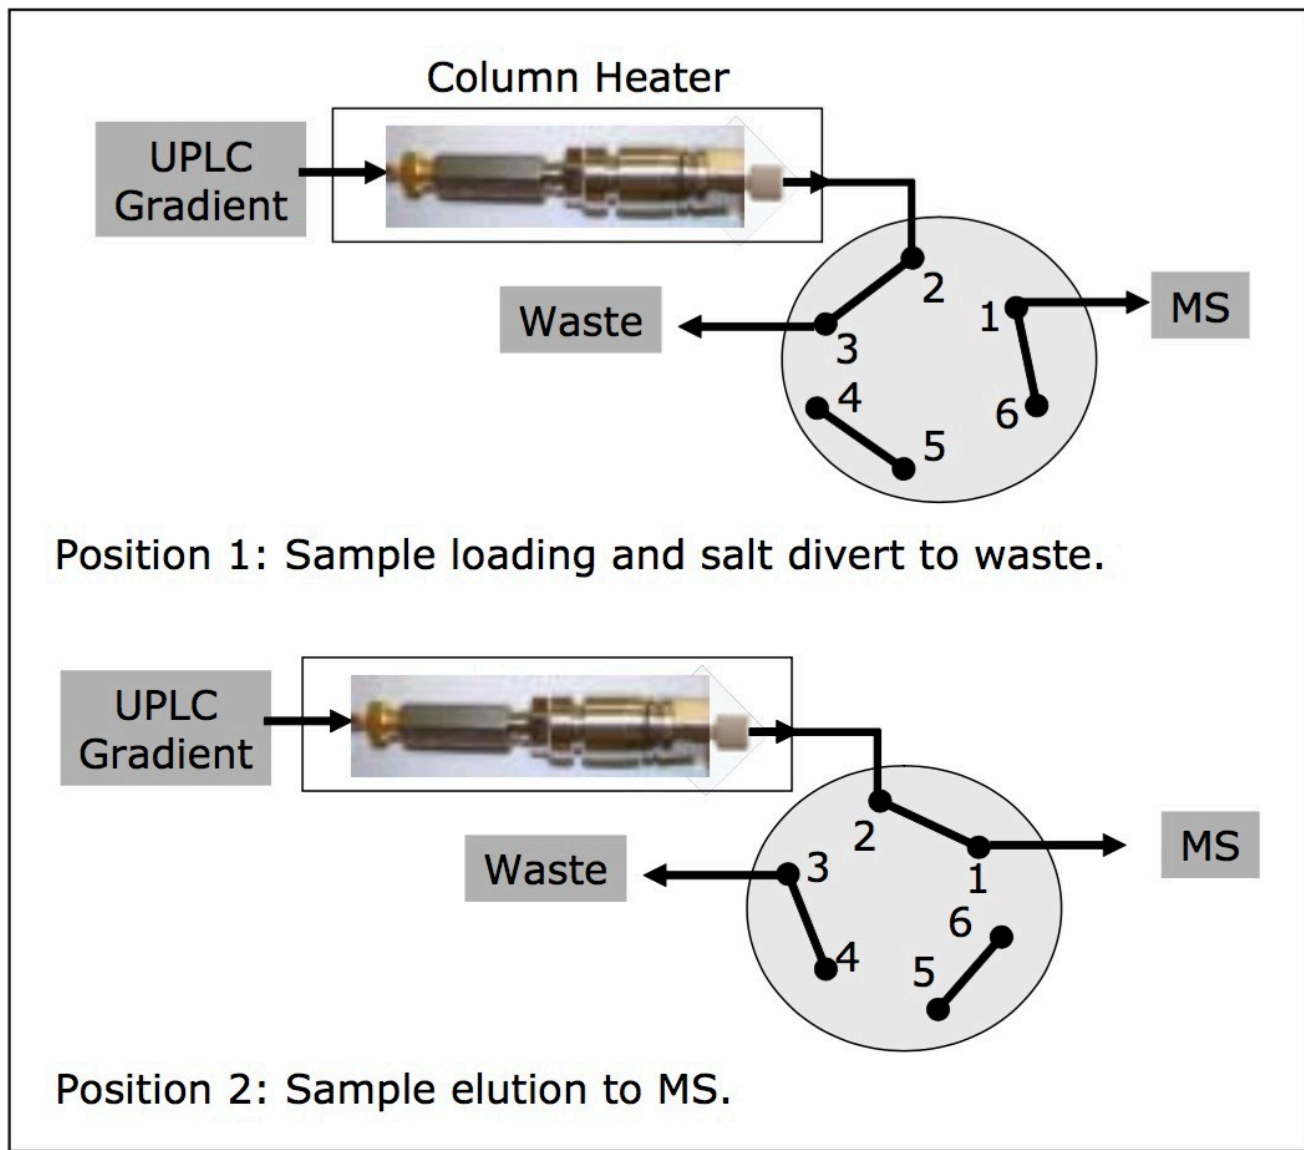 Column Heater
UPLC
Gradient
2
Waste
1
MS
3
4
6
5
Position 1: Sample loading and salt divert to waste.
UPLC
Gradient
2
MS
Waste
3
1
6
4
5
Position 2: Sample elution to MS.